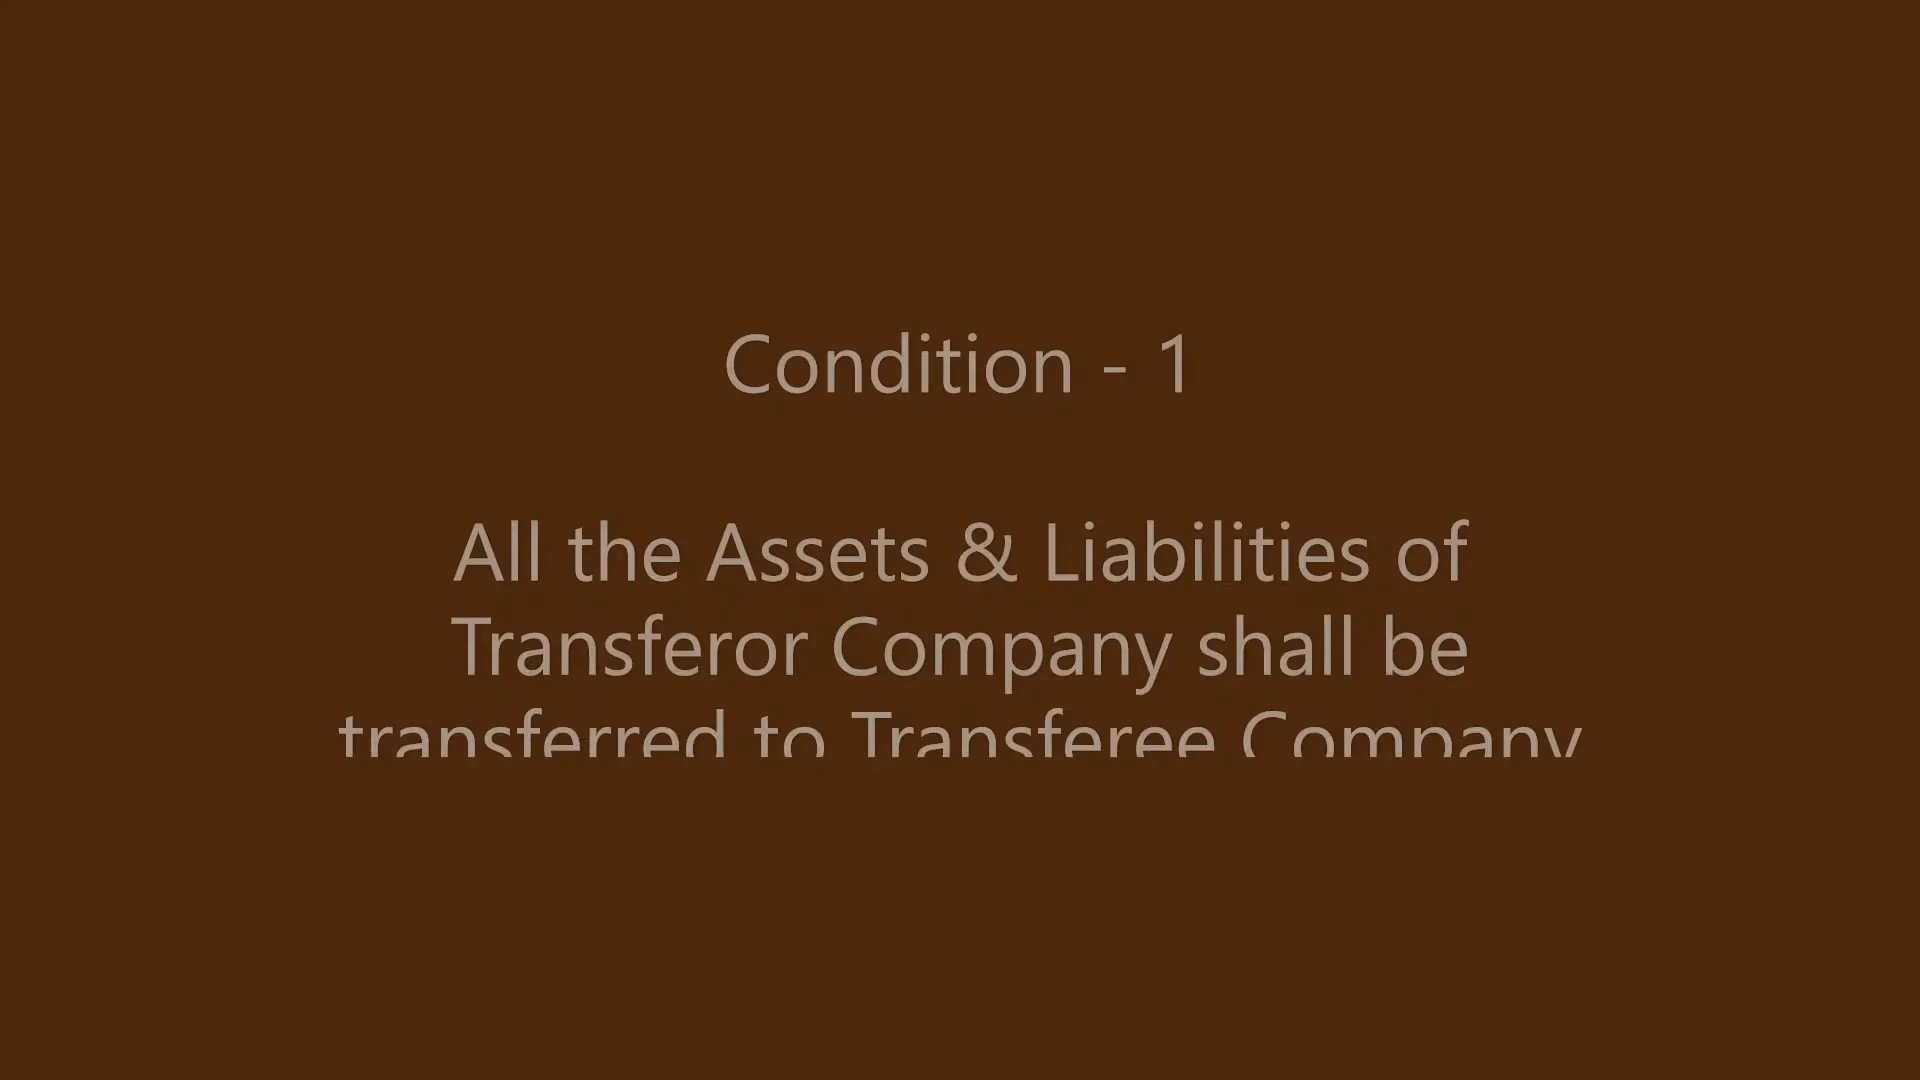 Condition - 1
All the Assets & Liabilities of
Transferor Company shall be
transferred to Transferee Company